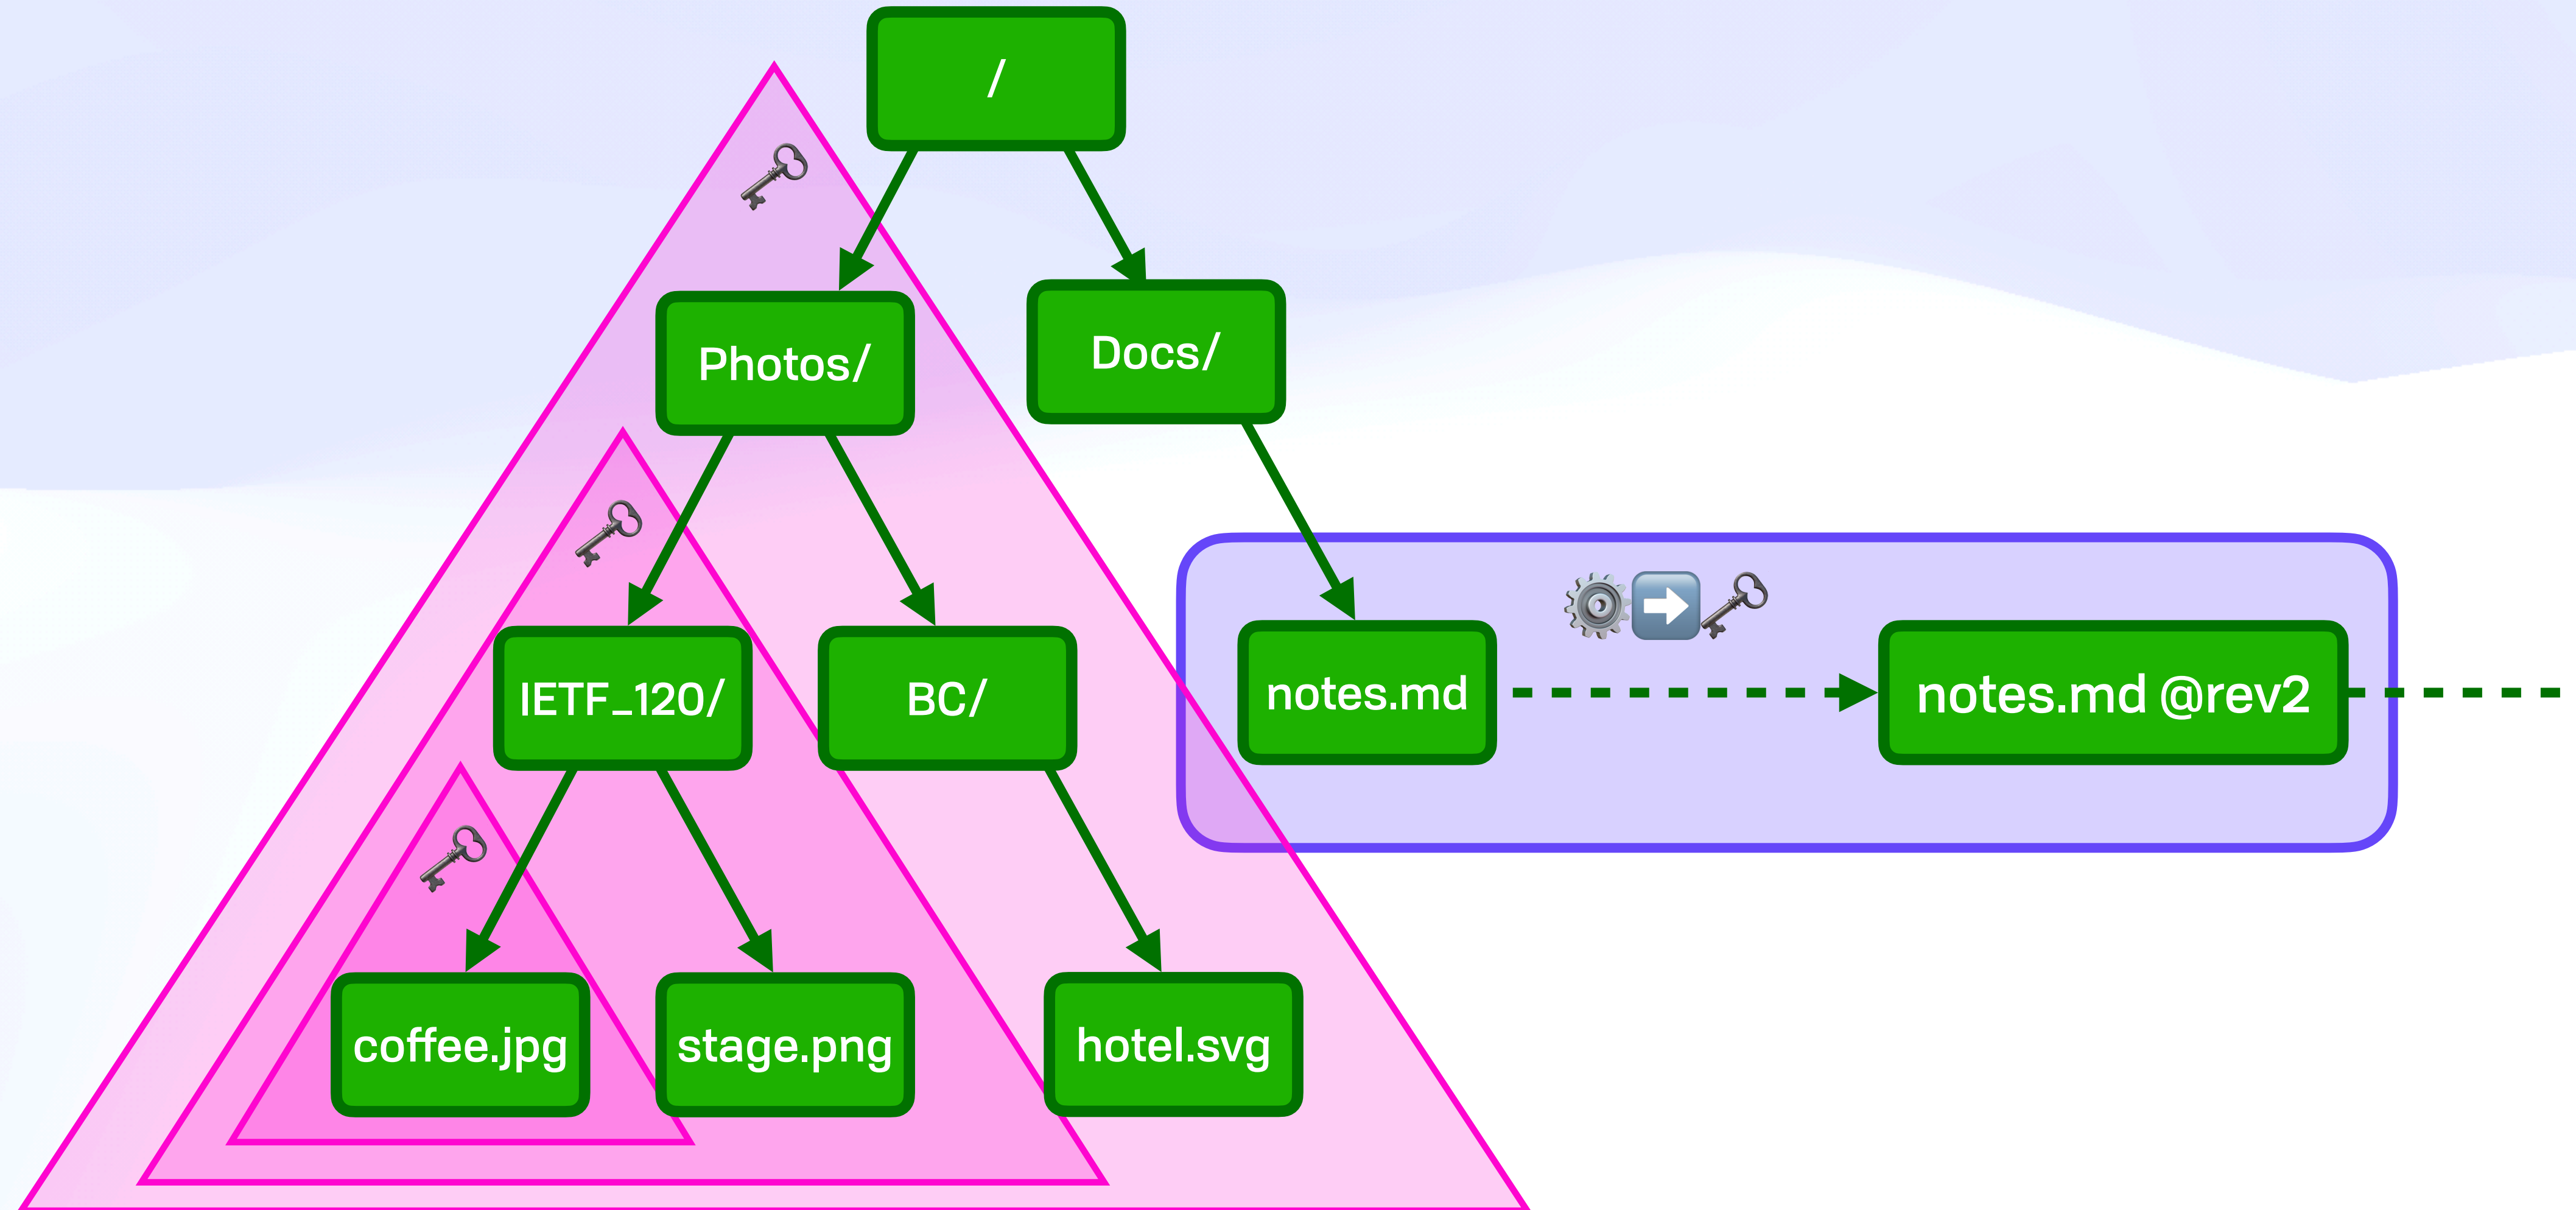 /
Photos/
Docs/
IETF_120/
BC/
notes.md
notes.md @rev2
coffee.jpg
stage.png
hotel.svg